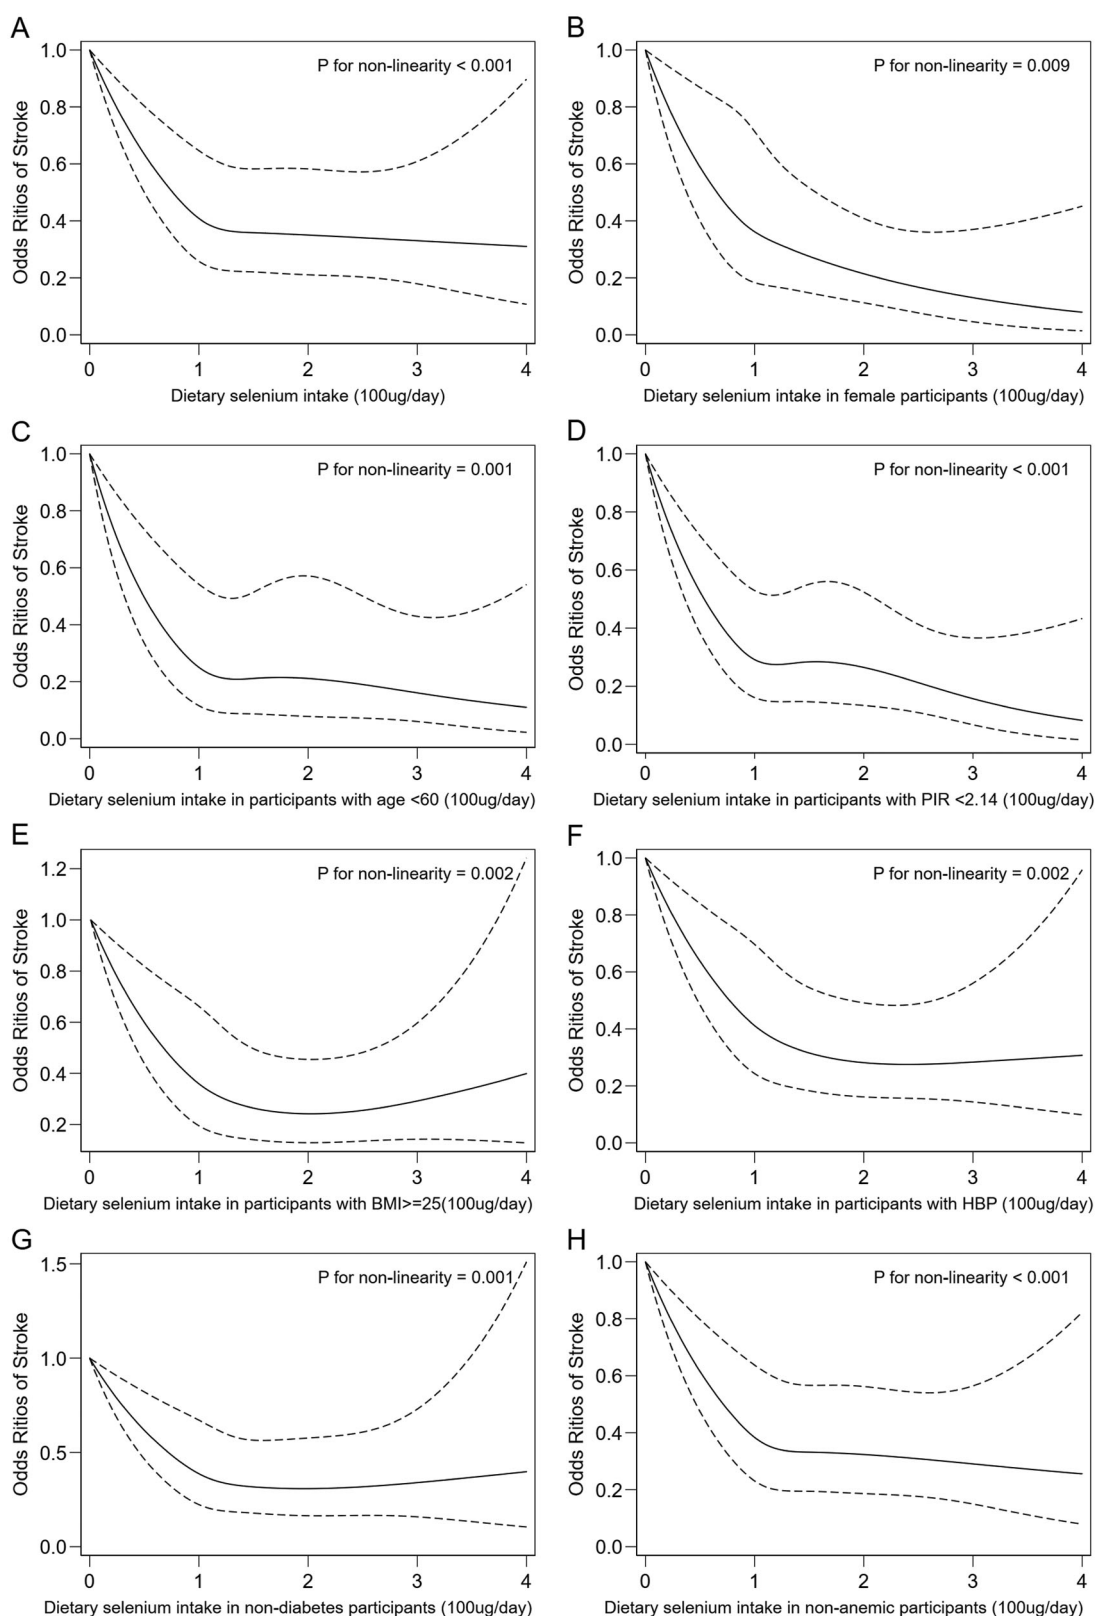 A
P for non-linearity < 0.001
Odds Ritios of Stroke
1.0
0.8
0.6
0.4
0.2
0.0
0 1 2 3 4
Dietary selenium intake (100ug/day)
B
P for non-linearity = 0.009
Odds Ritios of Stroke
1.0
0.8
0.6
0.4
0.2
0.0
0 1 2 3 4
Dietary selenium intake in female participants (100ug/day)
C
P for non-linearity = 0.001
Odds Ritios of Stroke
1.0
0.8
0.6
0.4
0.2
0.0
0 1 2 3 4
Dietary selenium intake in participants with age <60 (100ug/day)
D
P for non-linearity < 0.001
Odds Ritios of Stroke
1.0
0.8
0.6
0.4
0.2
0.0
0 1 2 3 4
Dietary selenium intake in participants with PIR <2.14 (100ug/day)
E
P for non-linearity = 0.002
Odds Ritios of Stroke
1.2
1.0
0.8
0.6
0.4
0.2
0 1 2 3 4
Dietary selenium intake in participants with BMI>=25(100ug/day)
F
P for non-linearity = 0.002
Odds Ritios of Stroke
1.0
0.8
0.6
0.4
0.2
0.0
0 1 2 3 4
Dietary selenium intake in participants with HBP (100ug/day)
G
P for non-linearity = 0.001
Odds Ritios of Stroke
1.5
1.0
0.5
0.0
0 1 2 3 4
Dietary selenium intake in non-diabetes participants (100ug/day)
H
P for non-linearity < 0.001
Odds Ritios of Stroke
1.0
0.8
0.6
0.4
0.2
0.0
0 1 2 3 4
Dietary selenium intake in non-anemic participants (100ug/day)